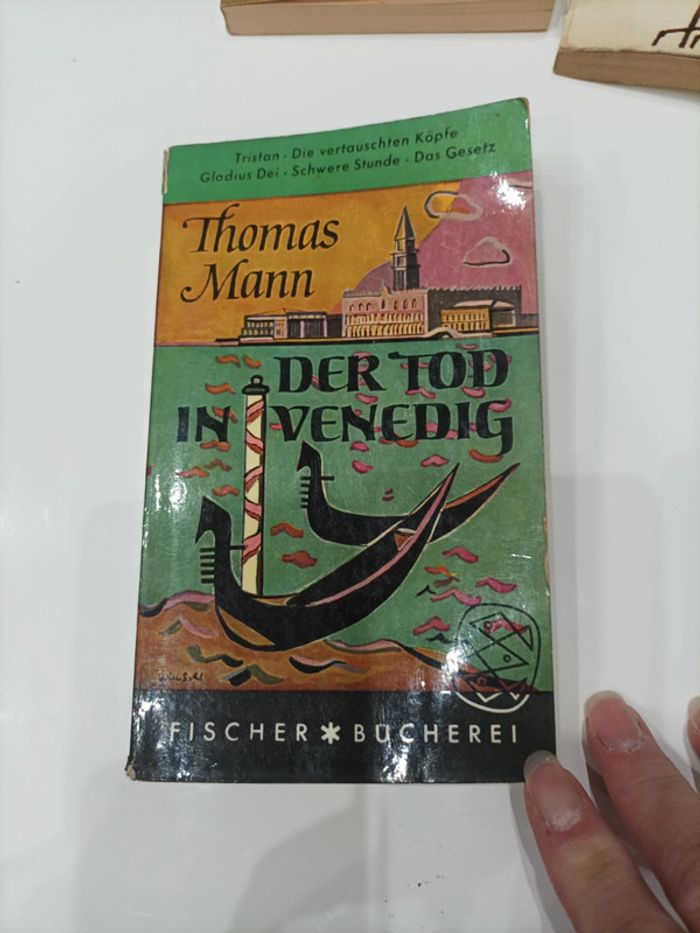 Tristan · Die vertauschten Köpfe
Gladius Dei · Schwere Stunde · Das Gesetz
Thomas
Mann
DER TOD
IN VENEDIG
FISCHER * BÜCHEREI